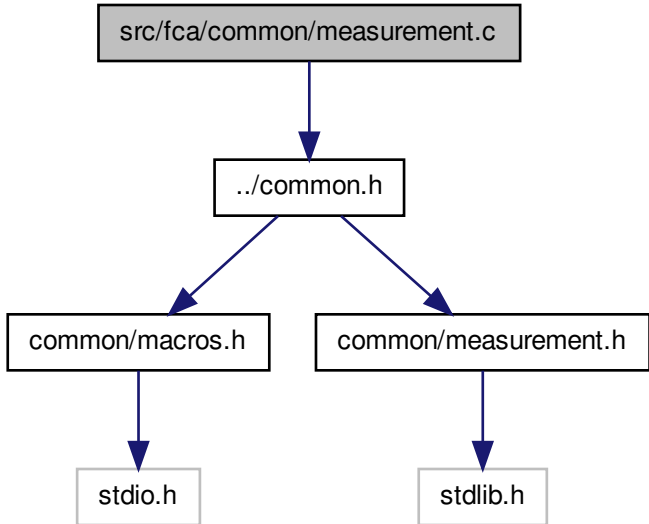 src/fca/common/measurement.c
../common.h
common/macros.h
common/measurement.h
stdio.h
stdlib.h